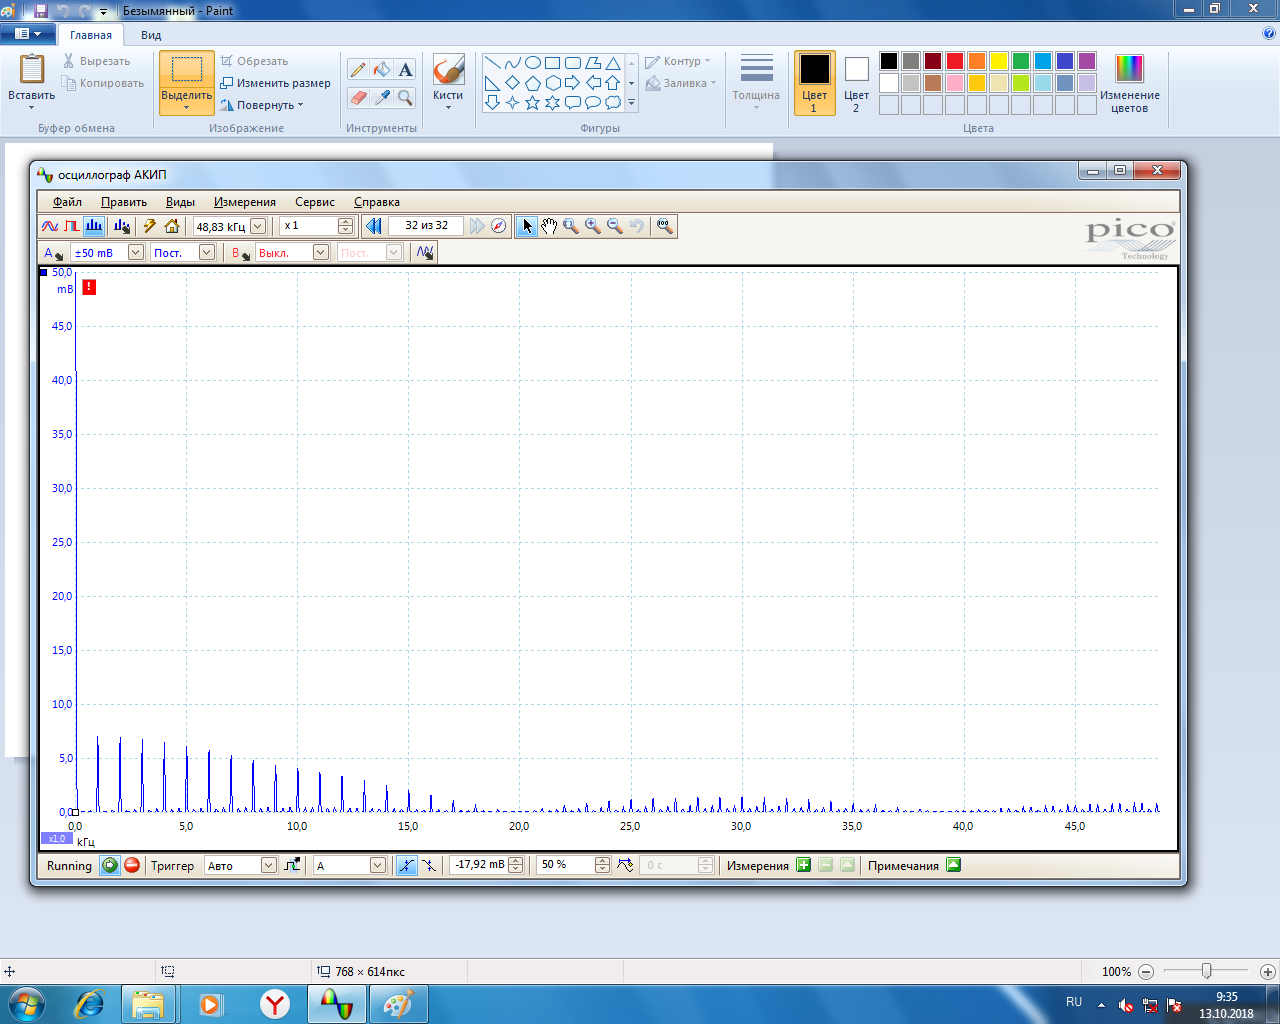 Безымянный - Paint
Главная Вид
Вставить
Вырезать
Копировать
Буфер обмена
Выделить
Обрезать
Изменить размер
Повернуть
Изображение
A
Инструменты
Кисти
Контур
Заливка
Фигуры
Толщина
Цвет 1
Цвет 2
Изменение цветов
Цвета
осциллограф АКИП
Файл Править Виды Измерения Сервис Справка
48,83 кГц x 1 32 из 32
pico
Technology
A ±50 mВ Пост. B Выкл. Пост.
50,0
mВ
!
45,0
40,0
35,0
30,0
25,0
20,0
15,0
10,0
5,0
0,0
0,0 5,0 10,0 15,0 20,0 25,0 30,0 35,0 40,0 45,0
x1,0 кГц
Running Триггер Авто A -17,92 mВ 50 % 0 с Измерения Примечания
768 × 614пкс 100%
RU 9:35
13.10.2018